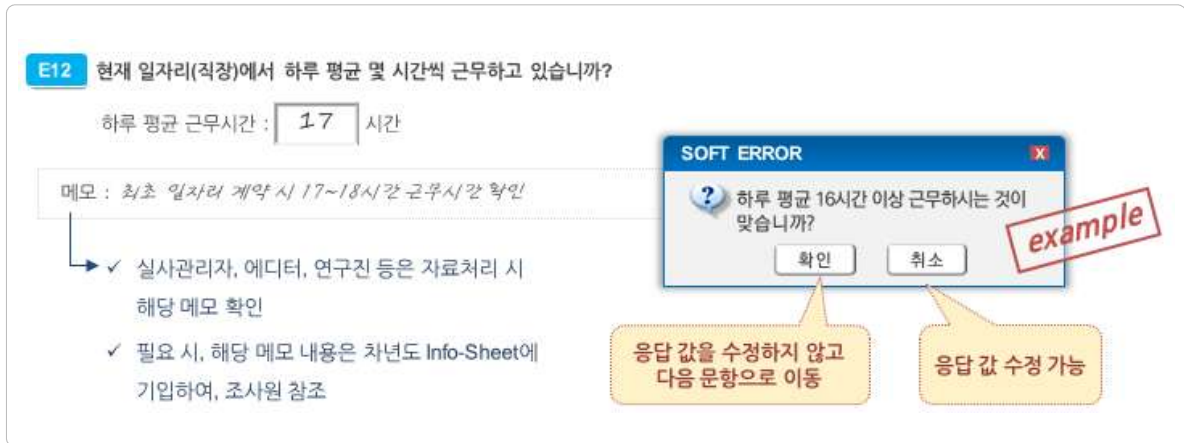 E12 현재 일자리(직장)에서 하루 평균 몇 시간씩 근무하고 있습니까?
하루 평균 근무시간 : 17 시간
메모 : 최초 일자리 계약 시 17~18시간 근무시간 확인
✓ 실사관리자, 에디터, 연구진 등은 자료처리 시
해당 메모 확인
✓ 필요 시, 해당 메모 내용은 차년도 Info-Sheet에
기입하여, 조사원 참조
SOFT ERROR X
? 하루 평균 16시간 이상 근무하시는 것이
맞습니까?
확인 취소
example
응답 값을 수정하지 않고
다음 문항으로 이동
응답 값 수정 가능